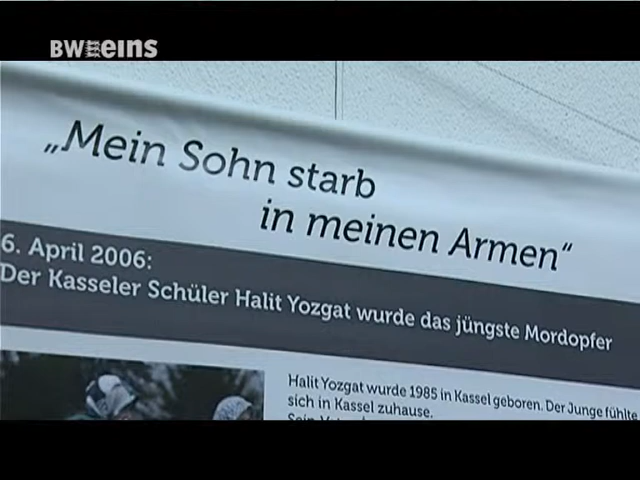 BW eins
„Mein Sohn starb
in meinen Armen“
6. April 2006:
Der Kasseler Schüler Halit Yozgat wurde das jüngste Mordopfer
Halit Yozgat wurde 1985 in Kassel geboren. Der Junge fühlte
sich in Kassel zuhause.